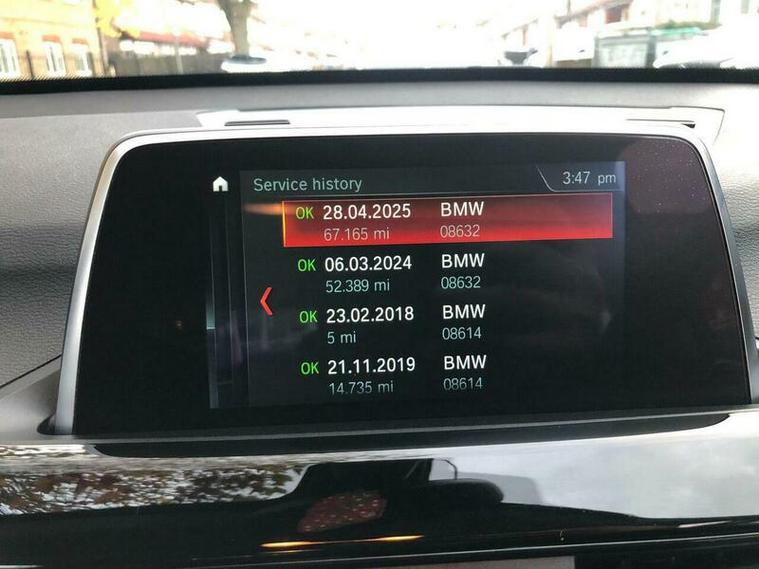 Service history
3:47 pm
OK 28.04.2025 BMW
67.165 mi 08632
OK 06.03.2024 BMW
52.389 mi 08632
OK 23.02.2018 BMW
5 mi 08614
OK 21.11.2019 BMW
14.735 mi 08614